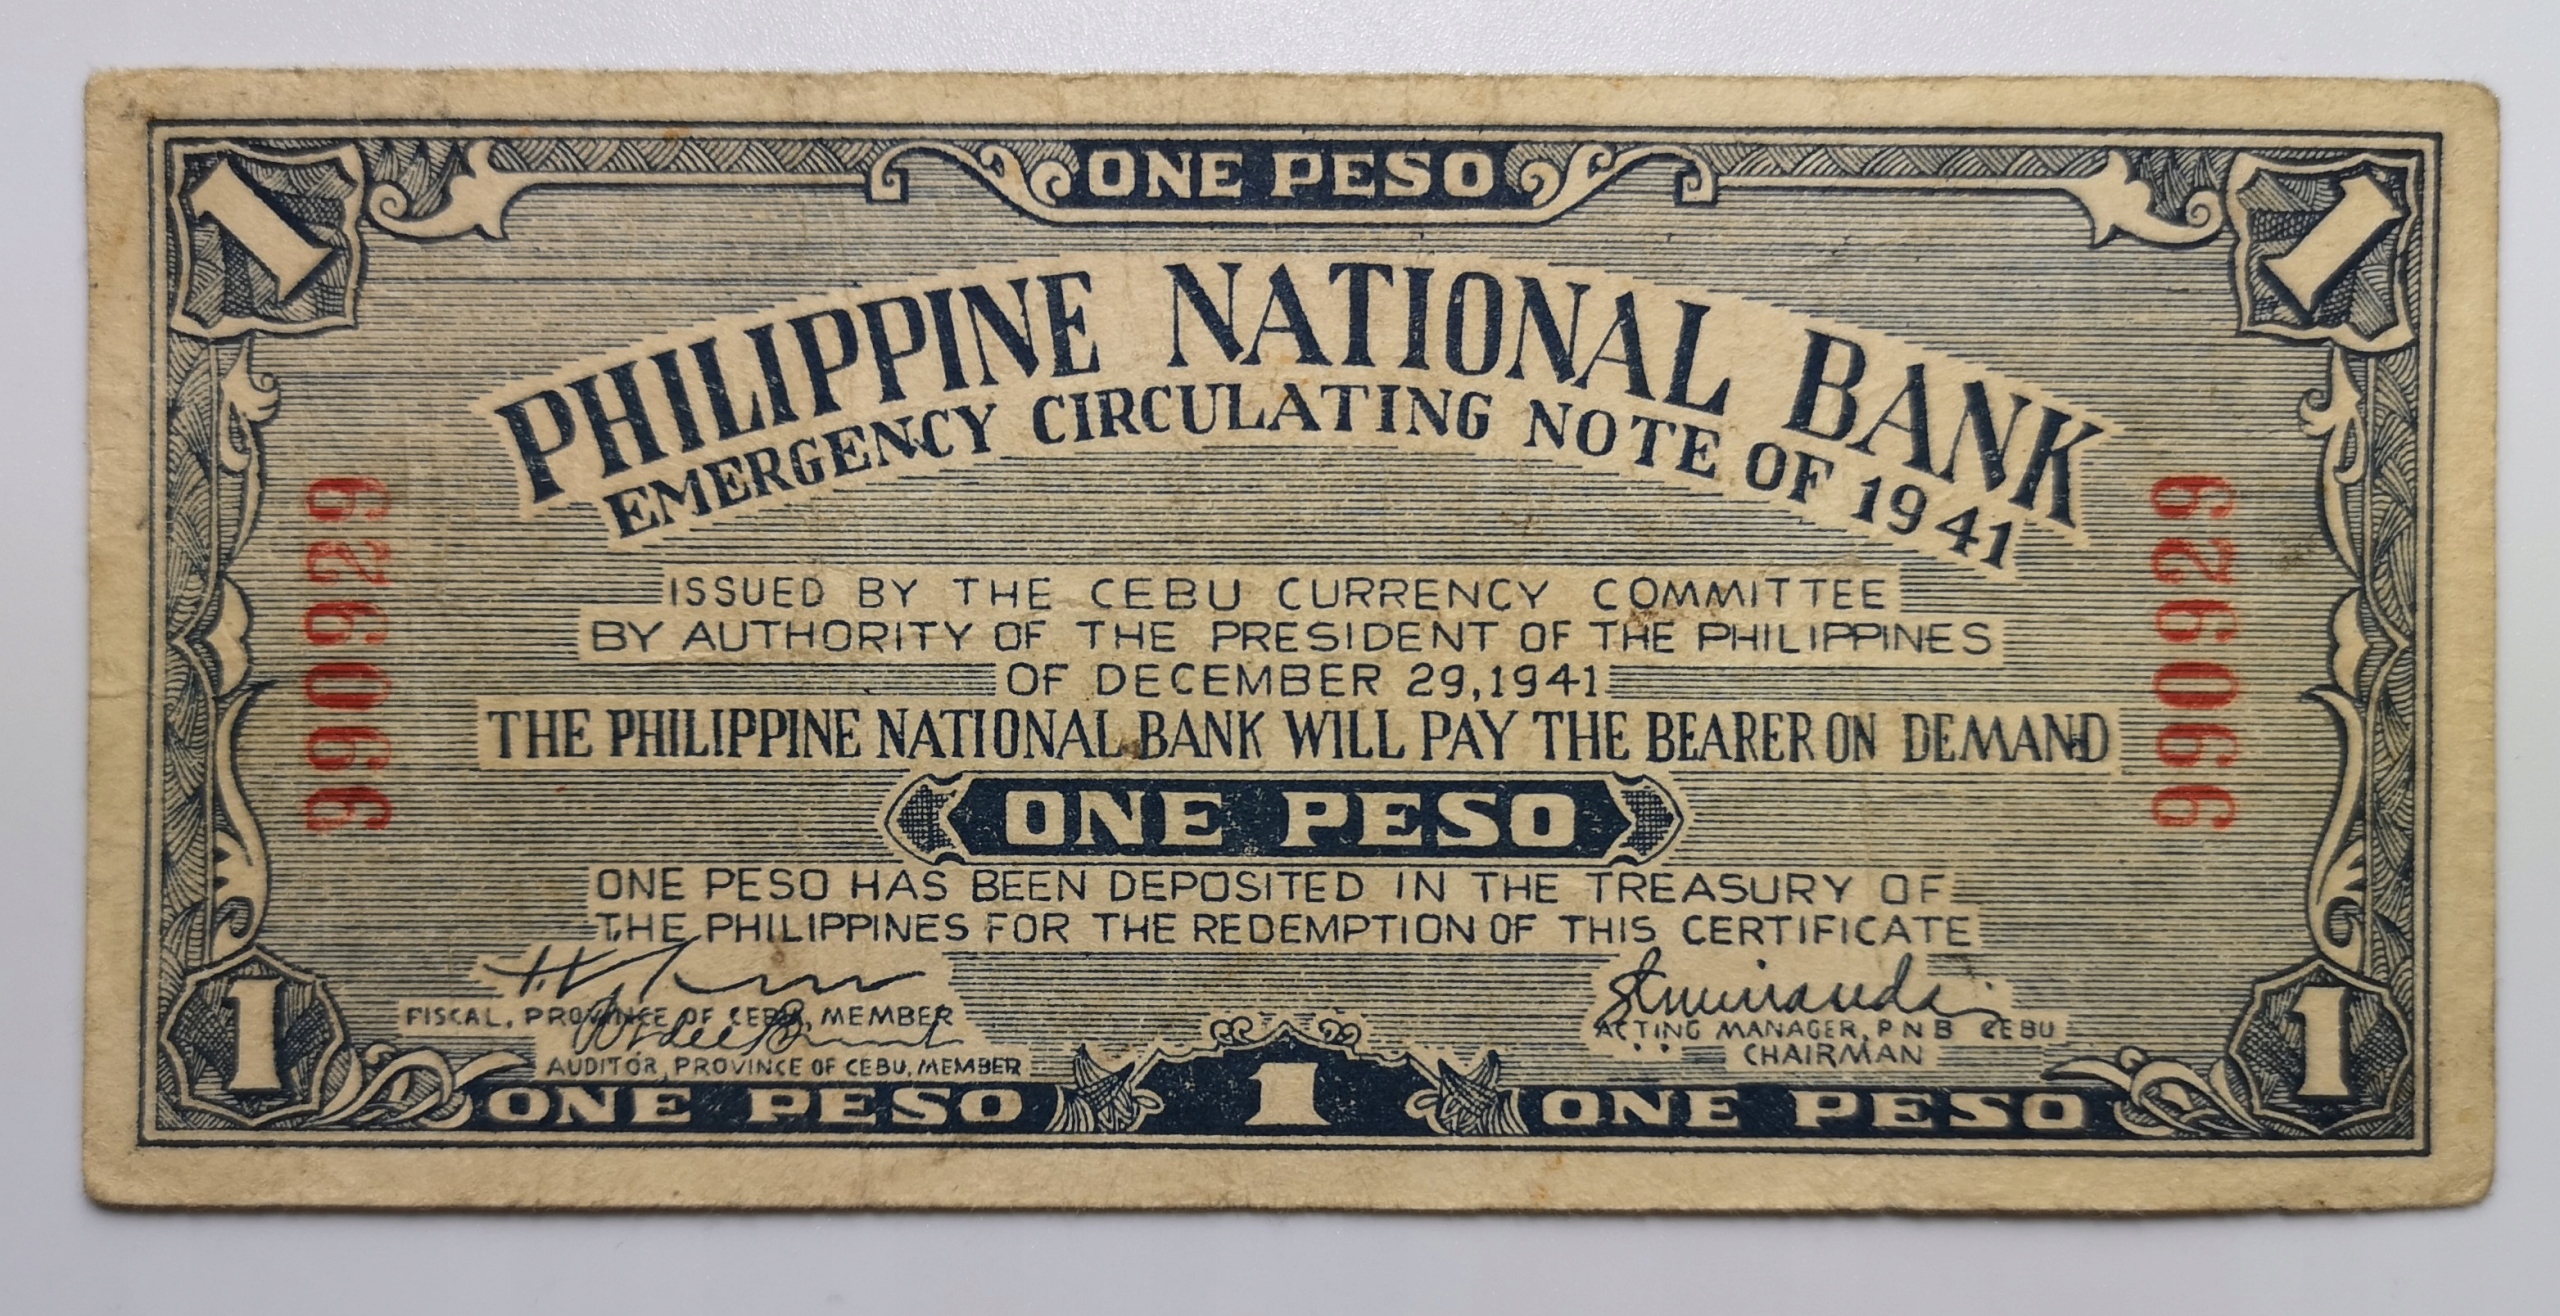 ONE PESO
1
1
PHILIPPINE NATIONAL BANK
EMERGENCY CIRCULATING NOTE OF 1941
990929
990929
ISSUED BY THE CEBU CURRENCY COMMITTEE
BY AUTHORITY OF THE PRESIDENT OF THE PHILIPPINES
OF DECEMBER 29, 1941
THE PHILIPPINE NATIONAL BANK WILL PAY THE BEARER ON DEMAND
ONE PESO
ONE PESO HAS BEEN DEPOSITED IN THE TREASURY OF
THE PHILIPPINES FOR THE REDEMPTION OF THIS CERTIFICATE
FISCAL, PROVINCE OF CEBU, MEMBER
AUDITOR, PROVINCE OF CEBU, MEMBER
ACTING MANAGER, P N B CEBU
CHAIRMAN
1
ONE PESO
1
ONE PESO
1